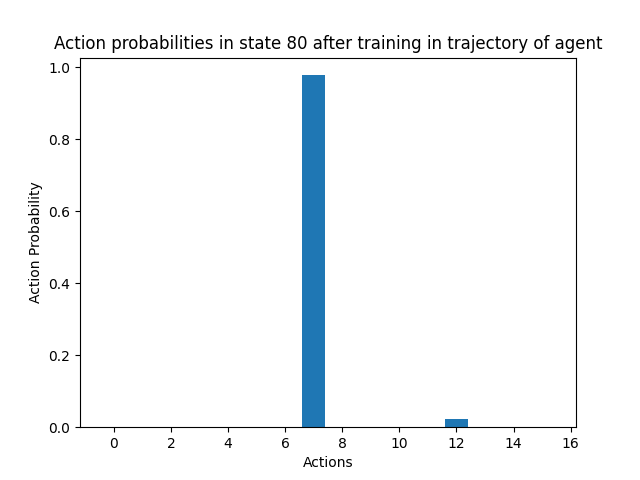 Action probabilities in state 80 after training in trajectory of agent
1.0
0.8
0.6
0.4
0.2
0.0
Action Probability
0 2 4 6 8 10 12 14 16
Actions